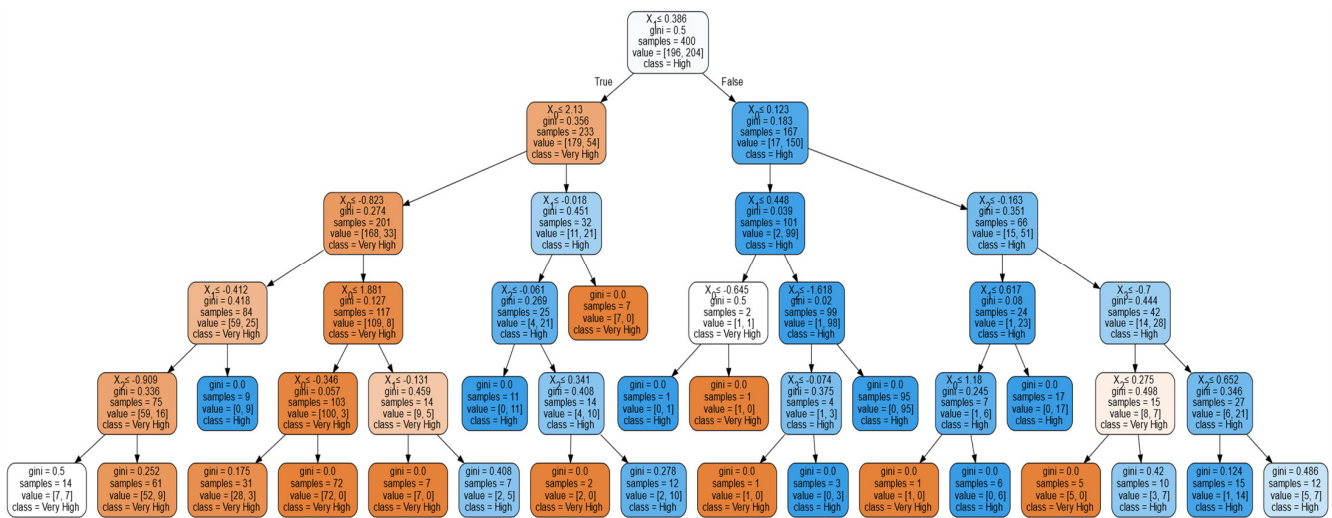 X₁≤ 0.386
gini = 0.5
samples = 400
value = [196, 204]
class = High
True
False
X₀≤ 2.13
gini = 0.356
samples = 233
value = [179, 54]
class = Very High
X₀≤ 0.123
gini = 0.183
samples = 167
value = [17, 150]
class = High
X₀≤ -0.823
gini = 0.274
samples = 201
value = [168, 33]
class = Very High
X₁≤ -0.018
gini = 0.451
samples = 32
value = [11, 21]
class = High
X₁≤ 0.448
gini = 0.039
samples = 101
value = [2, 99]
class = High
X₂≤ -0.163
gini = 0.351
samples = 66
value = [15, 51]
class = High
X₁≤ -0.412
gini = 0.418
samples = 84
value = [59, 25]
class = Very High
X₀≤ 1.881
gini = 0.127
samples = 117
value = [109, 8]
class = Very High
X₂≤ -0.061
gini = 0.269
samples = 25
value = [4, 21]
class = High
gini = 0.0
samples = 7
value = [7, 0]
class = Very High
X₀≤ -0.645
gini = 0.5
samples = 2
value = [1, 1]
class = Very High
X₂≤ -1.618
gini = 0.02
samples = 99
value = [1, 98]
class = High
X₁≤ 0.617
gini = 0.08
samples = 24
value = [1, 23]
class = High
≤ -0.7
gini = 0.444
samples = 42
value = [14, 28]
class = High
X₂≤ -0.909
gini = 0.336
samples = 75
value = [59, 16]
class = Very High
gini = 0.0
samples = 9
value = [0, 9]
class = High
X₀≤ -0.346
gini = 0.057
samples = 103
value = [100, 3]
class = Very High
X₁≤ -0.131
gini = 0.459
samples = 14
value = [9, 5]
class = Very High
gini = 0.0
samples = 11
value = [0, 11]
class = High
X₂≤ 0.341
gini = 0.408
samples = 14
value = [4, 10]
class = High
gini = 0.0
samples = 1
value = [0, 1]
class = High
gini = 0.0
samples = 1
value = [1, 0]
class = Very High
≤ -0.074
gini = 0.375
samples = 4
value = [1, 3]
class = High
gini = 0.0
samples = 95
value = [0, 95]
class = High
X₀≤ 1.18
gini = 0.245
samples = 7
value = [1, 6]
class = High
gini = 0.0
samples = 17
value = [0, 17]
class = High
≤ 0.275
gini = 0.498
samples = 15
value = [8, 7]
class = Very High
X₂≤ 0.652
gini = 0.346
samples = 27
value = [6, 21]
class = High
gini = 0.5
samples = 14
value = [7, 7]
class = Very High
gini = 0.252
samples = 61
value = [52, 9]
class = Very High
gini = 0.175
samples = 31
value = [28, 3]
class = Very High
gini = 0.0
samples = 72
value = [72, 0]
class = Very High
gini = 0.0
samples = 7
value = [7, 0]
class = Very High
gini = 0.408
samples = 7
value = [2, 5]
class = High
gini = 0.0
samples = 2
value = [2, 0]
class = Very High
gini = 0.278
samples = 12
value = [2, 10]
class = High
gini = 0.0
samples = 1
value = [1, 0]
class = Very High
gini = 0.0
samples = 3
value = [0, 3]
class = High
gini = 0.0
samples = 1
value = [1, 0]
class = Very High
gini = 0.0
samples = 6
value = [0, 6]
class = High
gini = 0.0
samples = 5
value = [5, 0]
class = Very High
gini = 0.42
samples = 10
value = [3, 7]
class = High
gini = 0.124
samples = 15
value = [1, 14]
class = High
gini = 0.486
samples = 12
value = [5, 7]
class = High